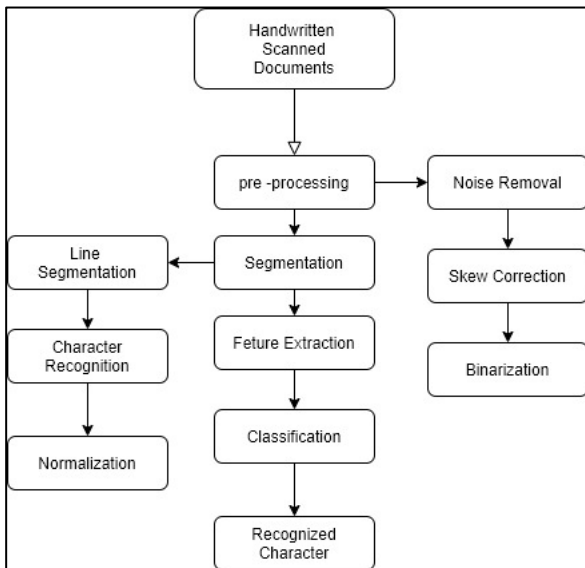 Handwritten
Scanned
Documents
pre -processing
Noise Removal
Line
Segmentation
Segmentation
Skew Correction
Character
Recognition
Feture Extraction
Binarization
Normalization
Classification
Recognized
Character